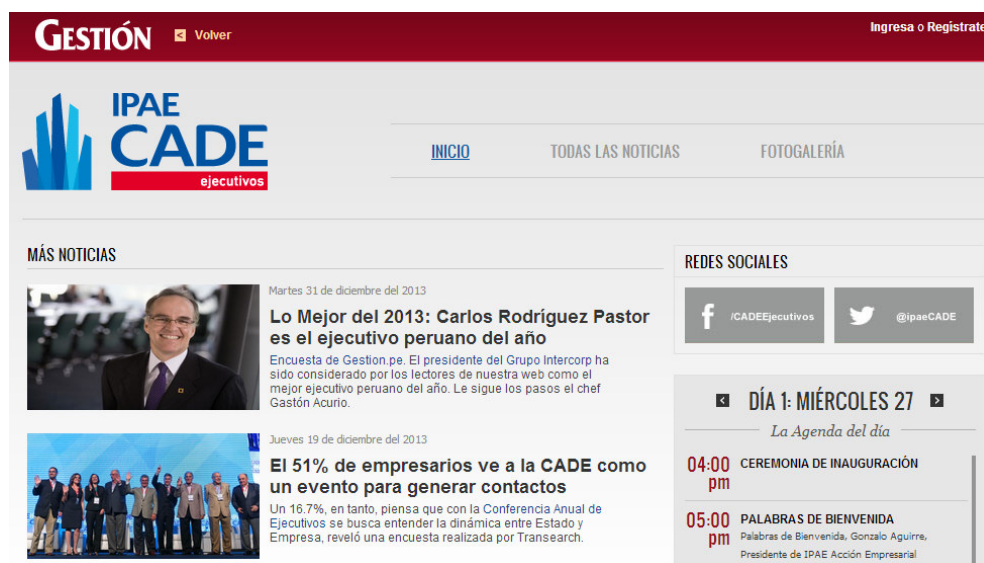 GESTIÓN
< Volver
Ingresa o Registrate
IPAE
CADE
ejecutivos
INICIO
TODAS LAS NOTICIAS
FOTOGALERÍA
MÁS NOTICIAS
Martes 31 de diciembre del 2013
Lo Mejor del 2013: Carlos Rodríguez Pastor
es el ejecutivo peruano del año
Encuesta de Gestion.pe. El presidente del Grupo Intercorp ha
sido considerado por los lectores de nuestra web como el
mejor ejecutivo peruano del año. Le sigue los pasos el chef
Gastón Acurio.
Jueves 19 de diciembre del 2013
El 51% de empresarios ve a la CADE como
un evento para generar contactos
Un 16.7%, en tanto, piensa que con la Conferencia Anual de
Ejecutivos se busca entender la dinámica entre Estado y
Empresa, reveló una encuesta realizada por Transearch.
REDES SOCIALES
/CADEEjecutivos
@ipaeCADE
DÍA 1: MIÉRCOLES 27
La Agenda del día
04:00 pm
CEREMONIA DE INAUGURACIÓN
05:00 pm
PALABRAS DE BIENVENIDA
Palabras de Bienvenida, Gonzalo Aguirre,
Presidente de IPAE Acción Empresarial